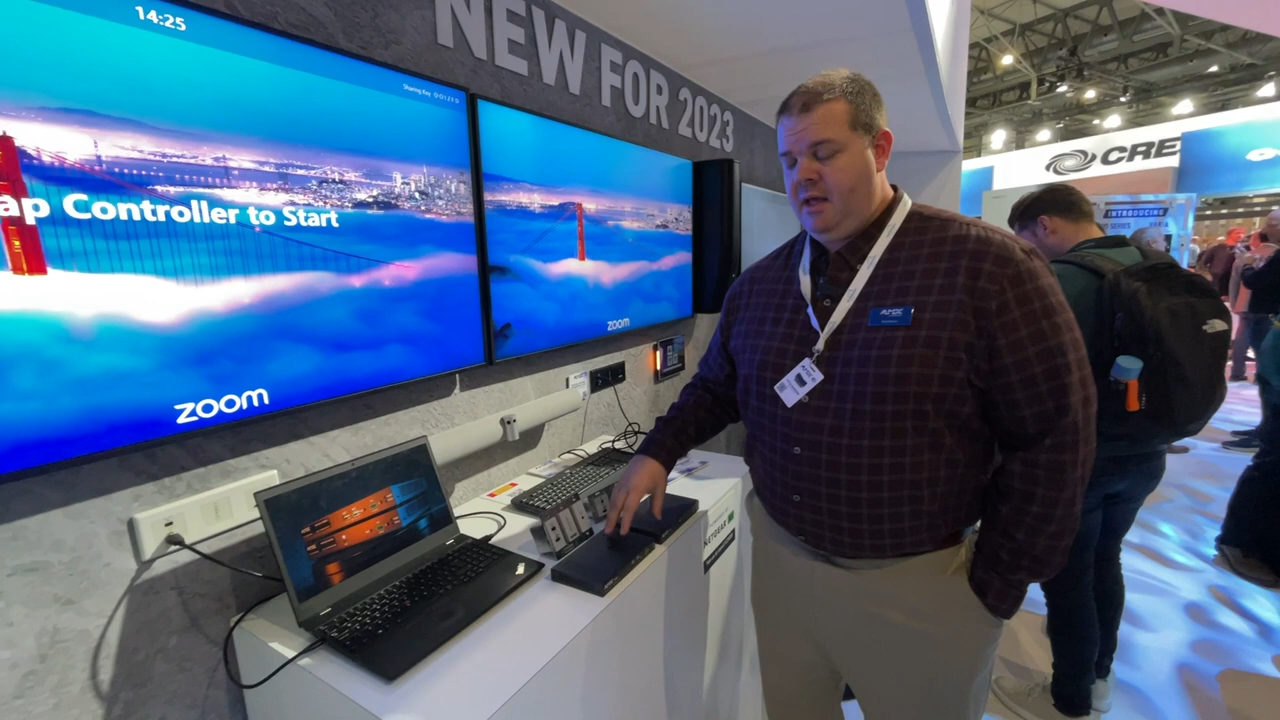 14:25
NEW FOR 2023
Sharing Key
ap Controller to Start
zoom
zoom
CRE
INTRODUCING
AMX
NETGEAR